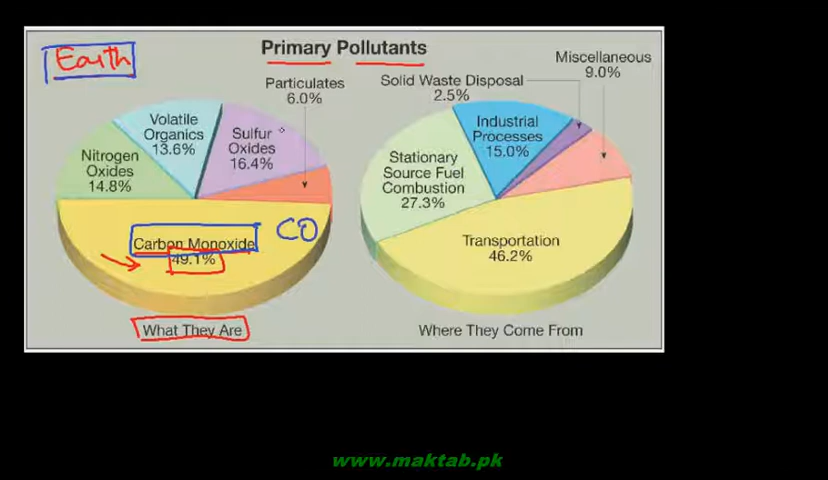 Earth
Primary Pollutants
Particulates
6.0%
Volatile
Organics
13.6%
Sulfur
Oxides
16.4%
Nitrogen
Oxides
14.8%
Carbon Monoxide
49.1%
CO
What They Are
Solid Waste Disposal
2.5%
Miscellaneous
9.0%
Industrial
Processes
15.0%
Stationary
Source Fuel
Combustion
27.3%
Transportation
46.2%
Where They Come From
www.maktab.pk